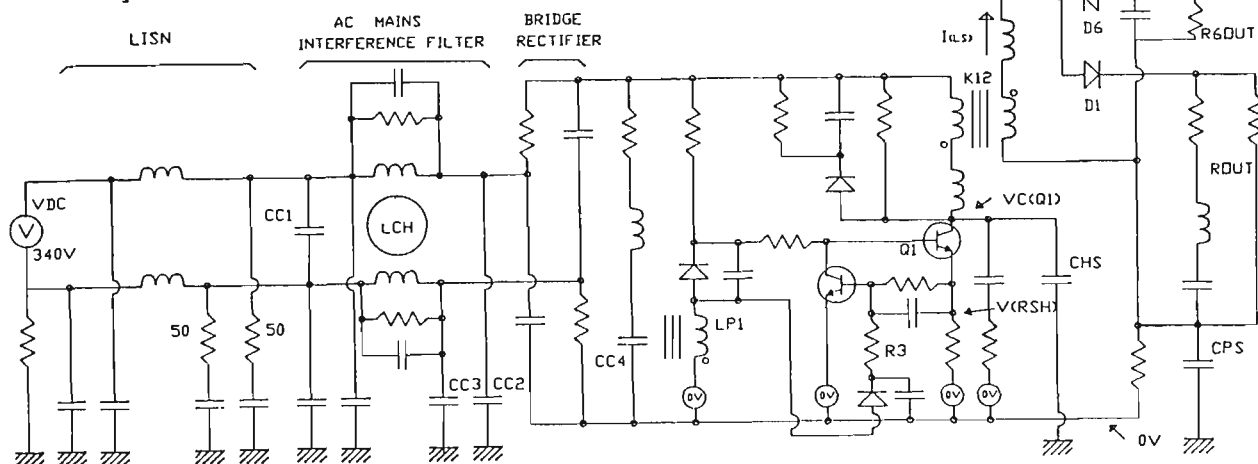 LISN
AC MAINS
INTERFERENCE FILTER
BRIDGE
RECTIFIER
I(LS)
D6
R6OUT
K12
D1
VDC
V
340V
CC1
LCH
ROUT
VC(Q1)
Q1
CHS
50
50
LP1
V(RSH)
CC4
R3
CPS
CC3
CC2
0V
0V
0V
0V
0V